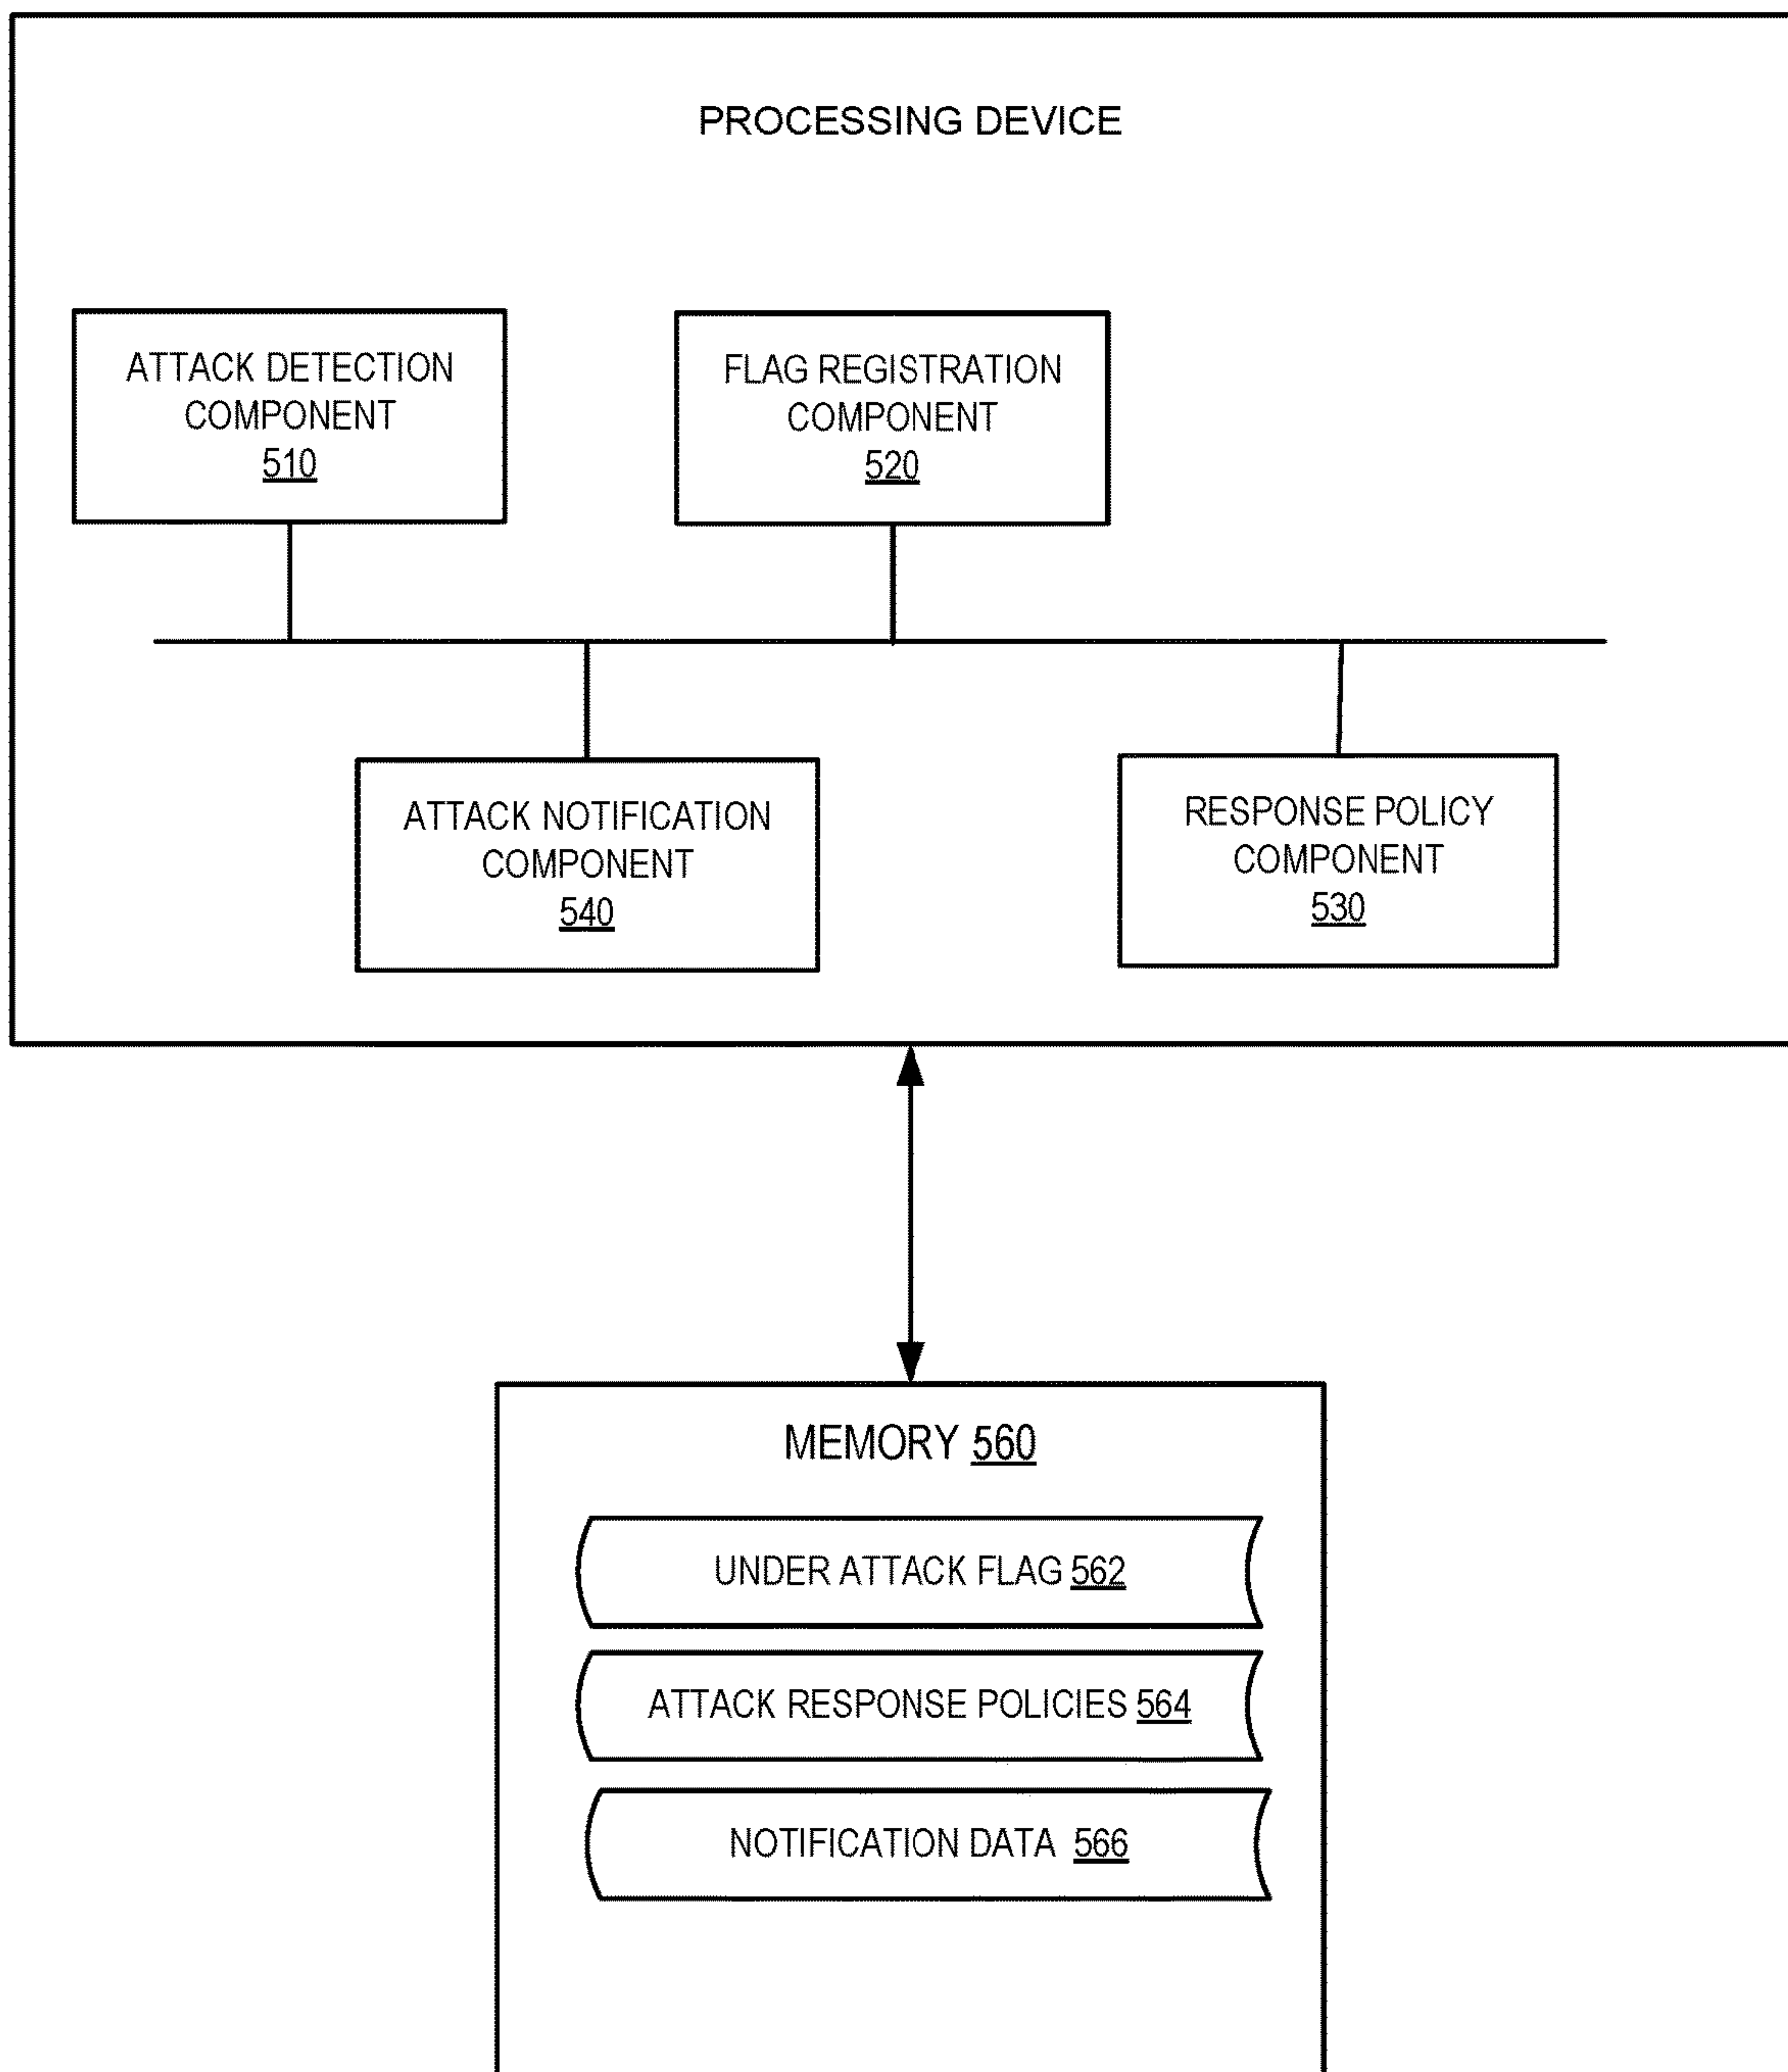 PROCESSING DEVICE
ATTACK DETECTION
COMPONENT
510
FLAG REGISTRATION
COMPONENT
520
ATTACK NOTIFICATION
COMPONENT
540
RESPONSE POLICY
COMPONENT
530
MEMORY 560
UNDER ATTACK FLAG 562
ATTACK RESPONSE POLICIES 564
NOTIFICATION DATA 566